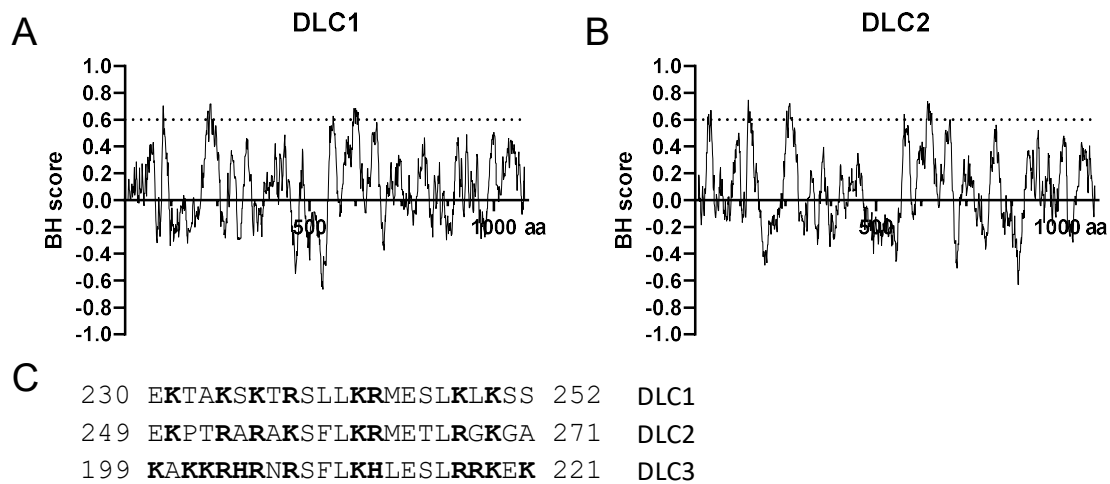 A
DLC1
1.0
0.8
0.6
0.4
0.2
0.0
-0.2
-0.4
-0.6
-0.8
-1.0
BH score
500
1000 aa
B
DLC2
1.0
0.8
0.6
0.4
0.2
0.0
-0.2
-0.4
-0.6
-0.8
-1.0
BH score
500
1000 aa
C
230 EKTAKSKTRSLLKRMESLKLKSS 252 DLC1
249 EKPTRARAKSFLKRMETLRGKGA 271 DLC2
199 KAKKRHRNRSFLKHLESLRRKEK 221 DLC3